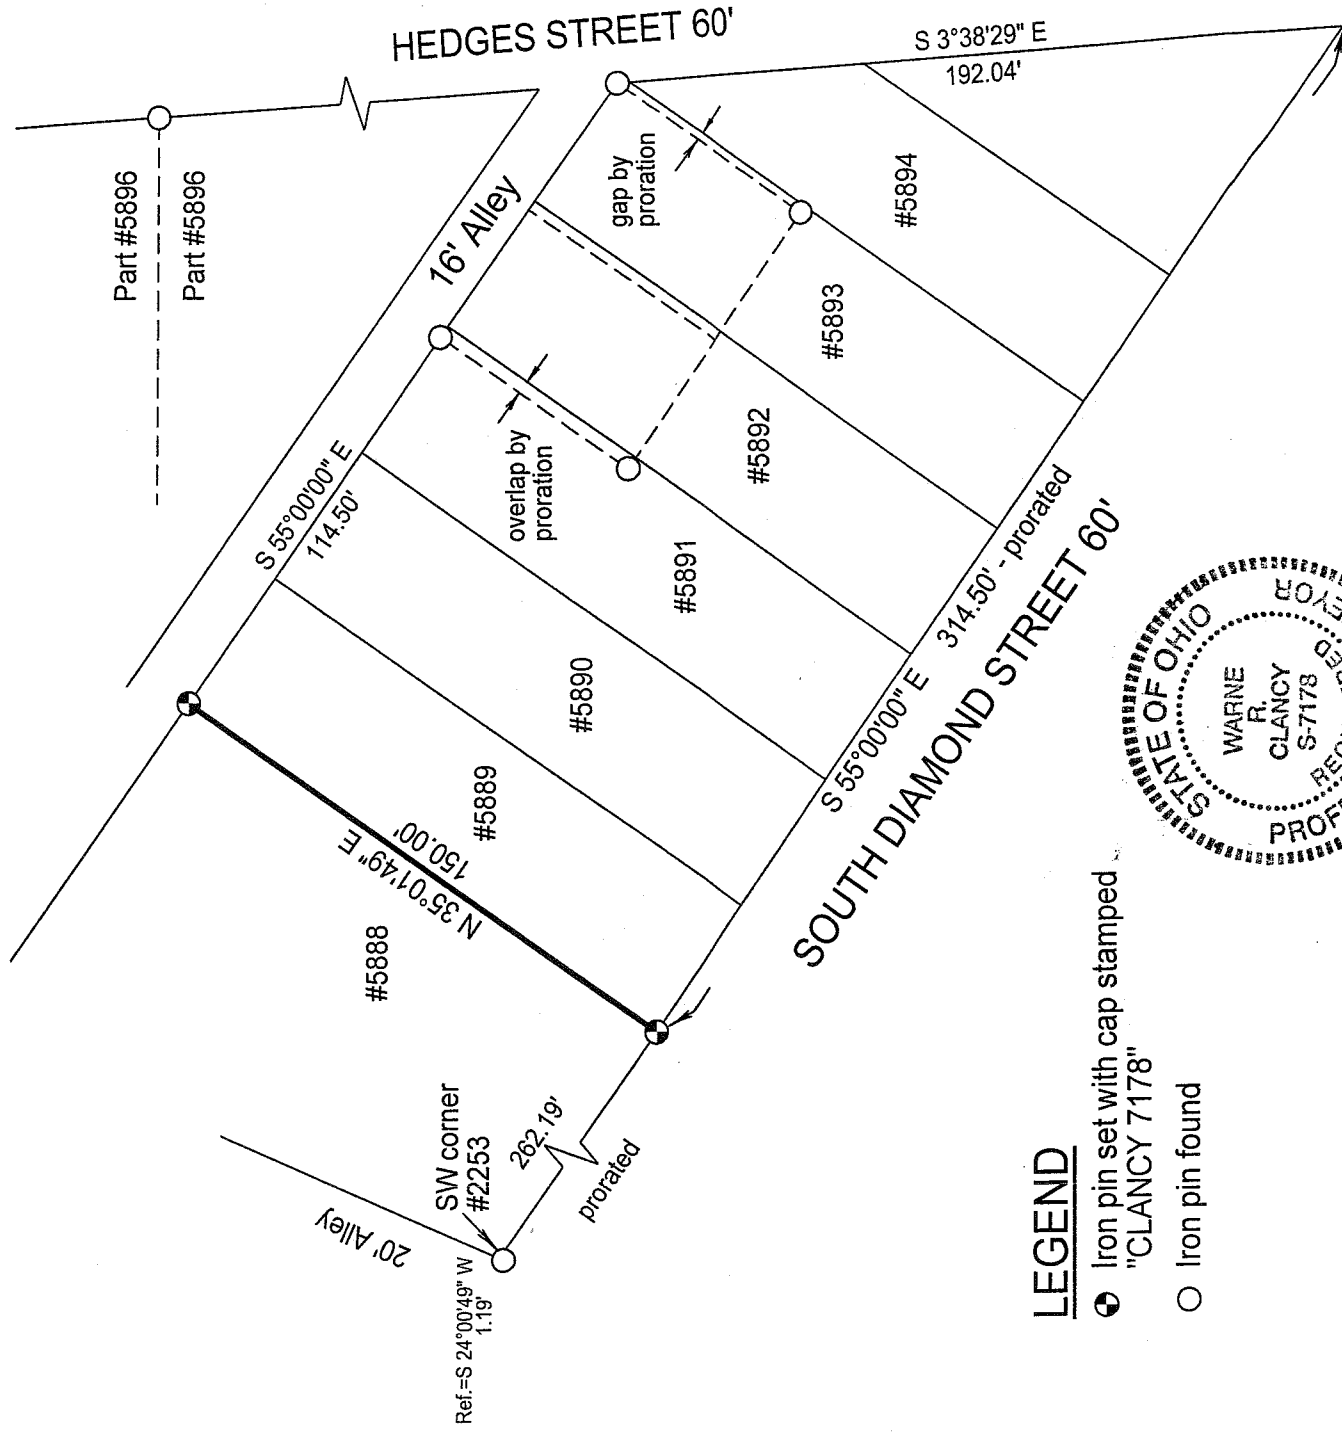 HEDGES STREET 60'
S 3°38'29" E
192.04'
Part #5896
Part #5896
16' Alley
gap by
proration
#5894
#5893
#5892
overlap by
proration
S 55°00'00" E
114.50'
#5891
#5890
#5889
N 35°01'49" E
150.00'
#5888
S 55°00'00" E 314.50' - prorated
SOUTH DIAMOND STREET 60'
SW corner
#2253
262.19'
prorated
20' Alley
Ref.=S 24°00'49" W
1.19'
STATE OF OHIO
WARNE
R.
CLANCY
S-7178
LEGEND
Iron pin set with cap stamped
"CLANCY 7178"
Iron pin found